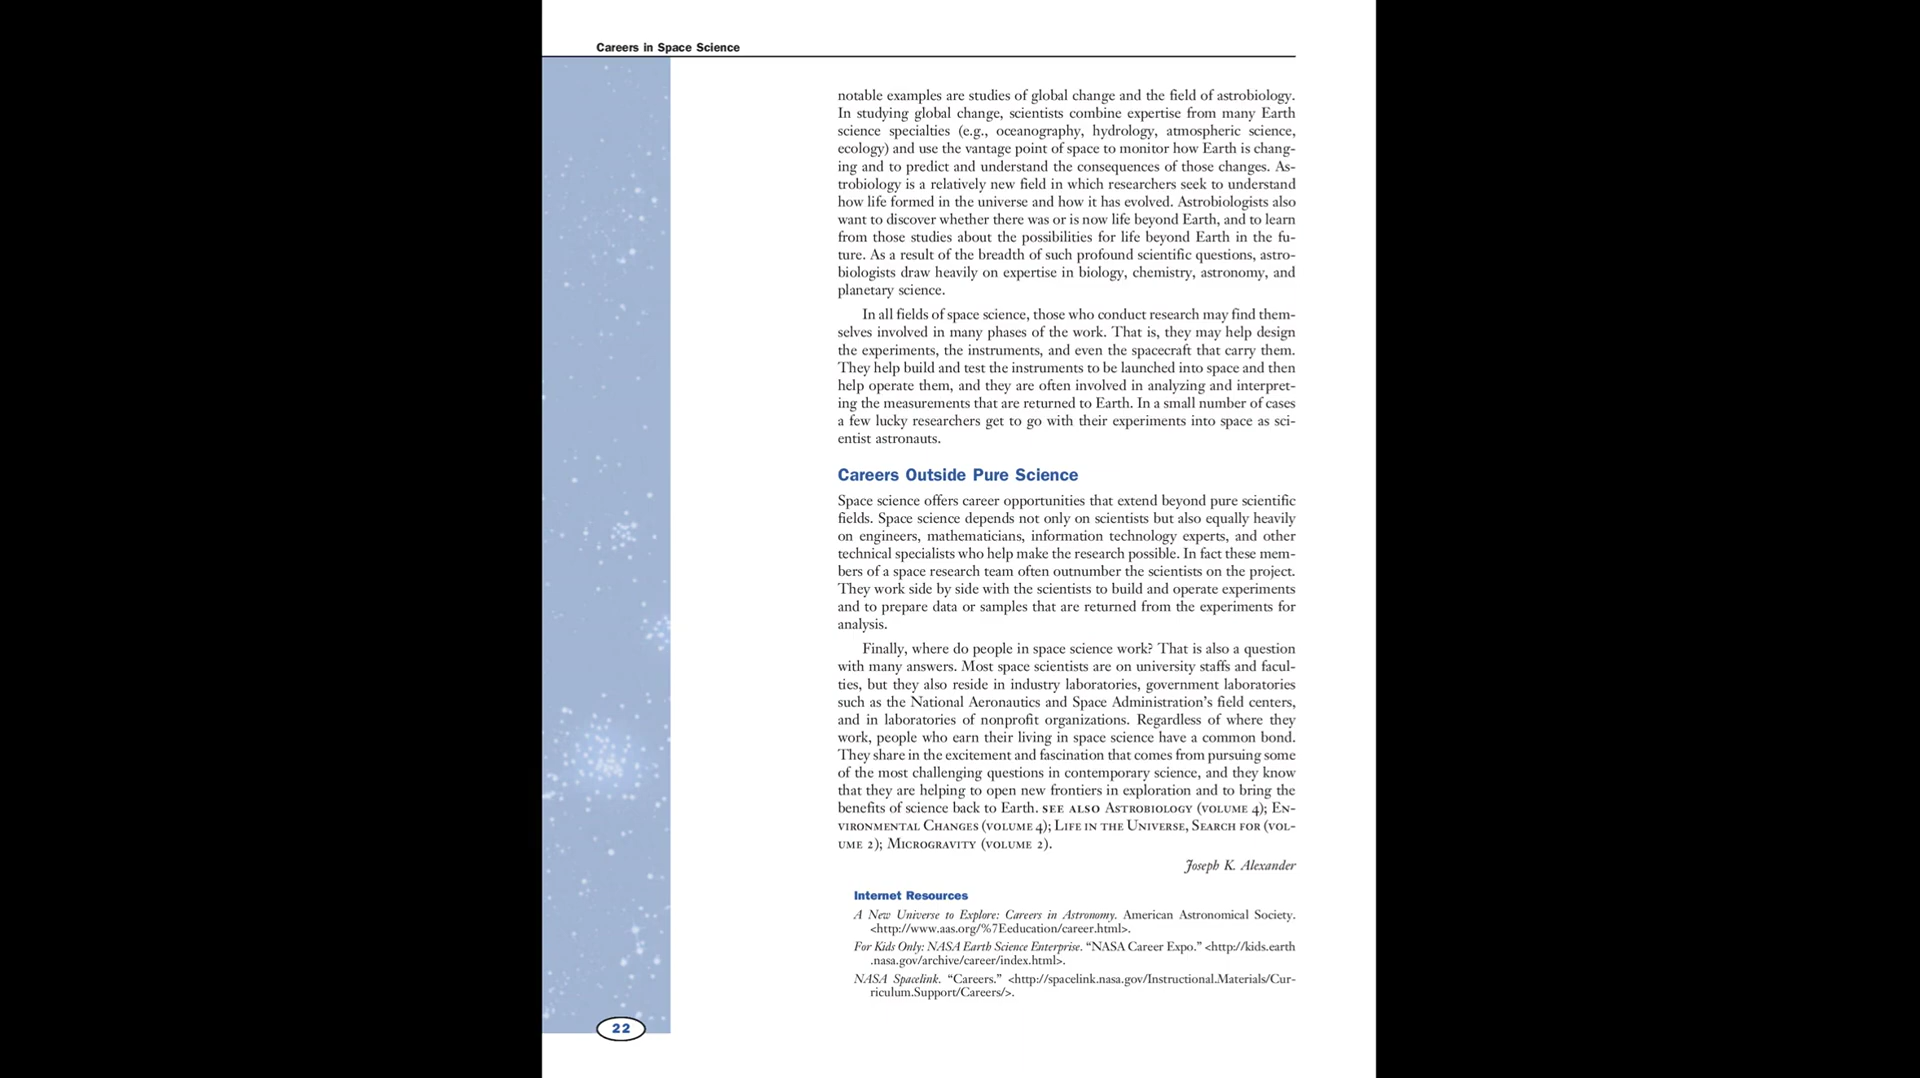 Careers in Space Science
notable examples are studies of global change and the field of astrobiology.
In studying global change, scientists combine expertise from many Earth
science specialties (e.g., oceanography, hydrology, atmospheric science,
ecology) and use the vantage point of space to monitor how Earth is chang-
ing and to predict and understand the consequences of those changes. As-
trobiology is a relatively new field in which researchers seek to understand
how life formed in the universe and how it has evolved. Astrobiologists also
want to discover whether there was or is now life beyond Earth, and to learn
from those studies about the possibilities for life beyond Earth in the fu-
ture. As a result of the breadth of such profound scientific questions, astro-
biologists draw heavily on expertise in biology, chemistry, astronomy, and
planetary science.
In all fields of space science, those who conduct research may find them-
selves involved in many phases of the work. That is, they may help design
the experiments, the instruments, and even the spacecraft that carry them.
They help build and test the instruments to be launched into space and then
help operate them, and they are often involved in analyzing and interpret-
ing the measurements that are returned to Earth. In a small number of cases
a few lucky researchers get to go with their experiments into space as sci-
entist astronauts.
Careers Outside Pure Science
Space science offers career opportunities that extend beyond pure scientific
fields. Space science depends not only on scientists but also equally heavily
on engineers, mathematicians, information technology experts, and other
technical specialists who help make the research possible. In fact these mem-
bers of a space research team often outnumber the scientists on the project.
They work side by side with the scientists to build and operate experiments
and to prepare data or samples that are returned from the experiments for
analysis.
Finally, where do people in space science work? That is also a question
with many answers. Most space scientists are on university staffs and facul-
ties, but they also reside in industry laboratories, government laboratories
such as the National Aeronautics and Space Administration's field centers,
and in laboratories of nonprofit organizations. Regardless of where they
work, people who earn their living in space science have a common bond.
They share in the excitement and fascination that comes from pursuing some
of the most challenging questions in contemporary science, and they know
that they are helping to open new frontiers in exploration and to bring the
benefits of science back to Earth. SEE ALSO ASTROBIOLOGY (VOLUME 4); EN-
VIRONMENTAL CHANGES (VOLUME 4); LIFE IN THE UNIVERSE, SEARCH FOR (VOL-
UME 2); MICROGRAVITY (VOLUME 2).
Joseph K. Alexander
Internet Resources
A New Universe to Explore: Careers in Astronomy. American Astronomical Society.
<http://www.aas.org/%7Eeducation/career.html>.
For Kids Only: NASA Earth Science Enterprise. “NASA Career Expo.” <http://kids.earth
.nasa.gov/archive/career/index.html>.
NASA Spacelink. “Careers.” <http://spacelink.nasa.gov/Instructional.Materials/Cur-
riculum.Support/Careers/>.
22